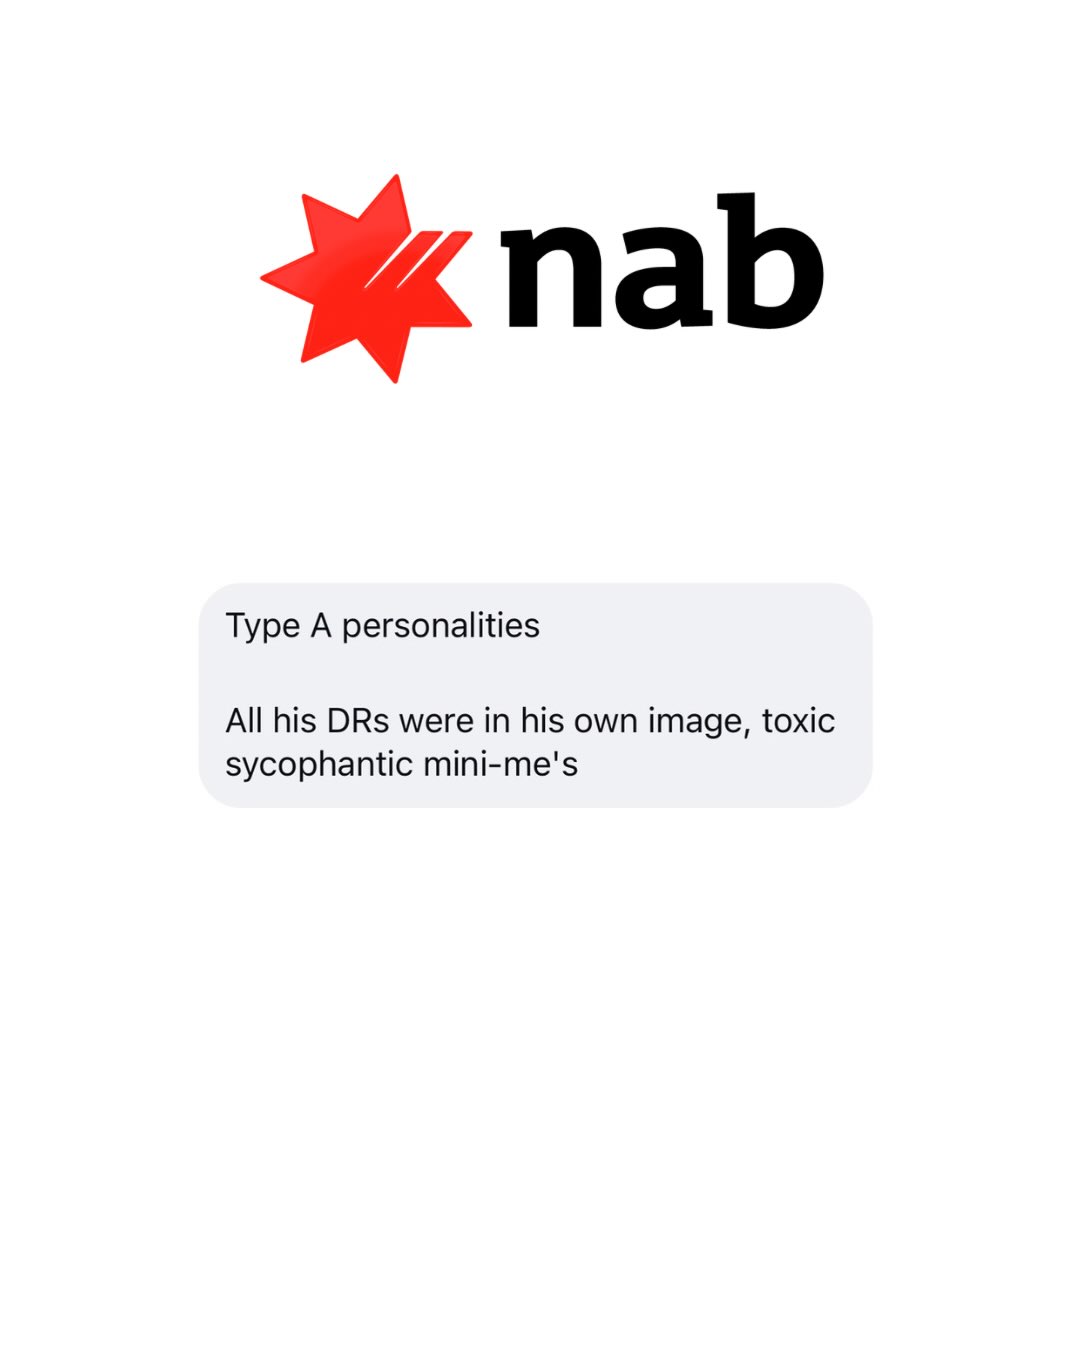 nab
Type A personalities
All his DRs were in his own image, toxic
sycophantic mini-me's